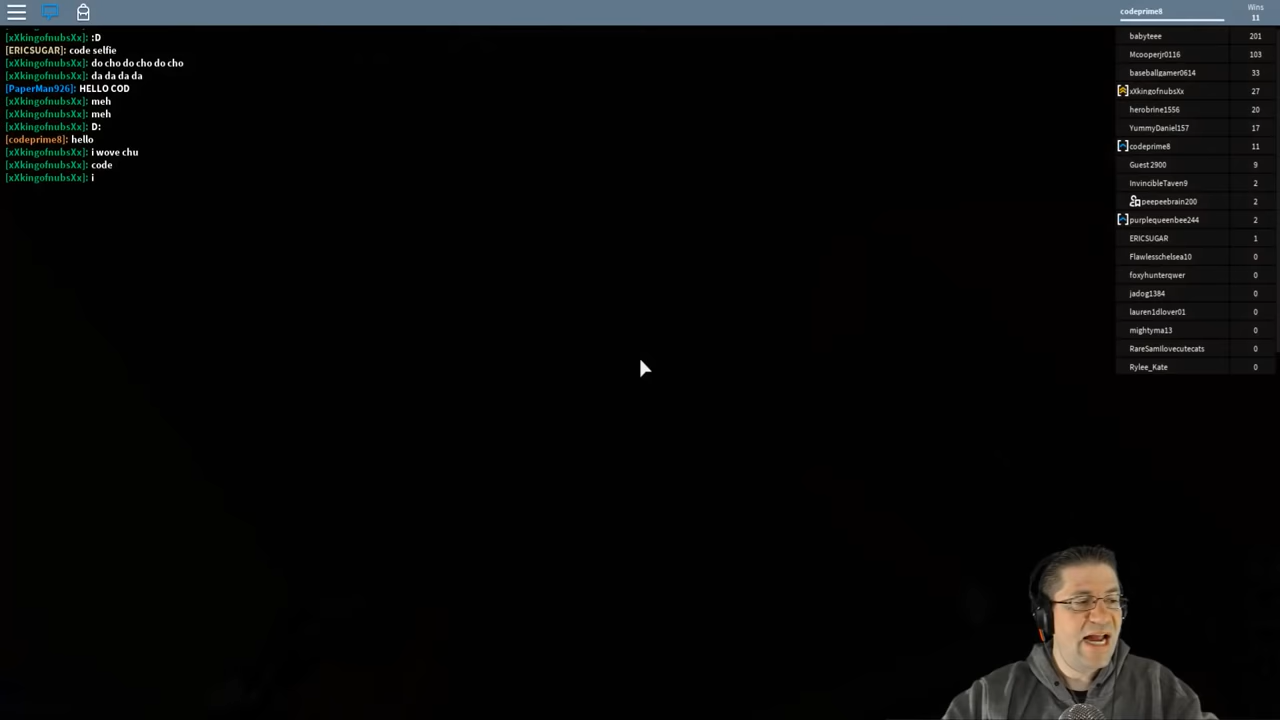 codeprime8 Wins 11
[xXkingofnubsXx]: :D
[ERICSUGAR]: code selfie
[xXkingofnubsXx]: do cho do cho do cho
[xXkingofnubsXx]: da da da da
[PaperMan926]: HELLO COD
[xXkingofnubsXx]: meh
[xXkingofnubsXx]: meh
[xXkingofnubsXx]: D:
[codeprime8]: hello
[xXkingofnubsXx]: i wove chu
[xXkingofnubsXx]: code
[xXkingofnubsXx]: i
babyteee 201
Mcooperjr0116 103
baseballgamer0614 33
xXkingofnubsXx 27
herobrine1556 20
YummyDaniel157 17
codeprime8 11
Guest 2900 9
InvincibleTaven9 2
peepeebrain200 2
purplequeenbee244 2
ERICSUGAR 1
Flawlesschelsea10 0
foxyhunterqwer 0
jadog1384 0
lauren1dlover01 0
mightyma13 0
RareSamIlovecutecats 0
Rylee_Kate 0